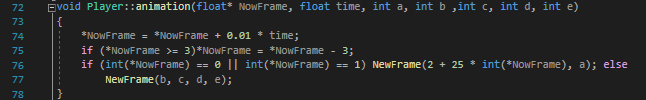 72 void Player::animation(float* NowFrame, float time, int a, int b ,int c, int d, int e)
73 {
74 *NowFrame = *NowFrame + 0.01 * time;
75 if (*NowFrame >= 3)*NowFrame = *NowFrame - 3;
76 if (int(*NowFrame) == 0 || int(*NowFrame) == 1) NewFrame(2 + 25 * int(*NowFrame), a); else
77 NewFrame(b, c, d, e);
78 }